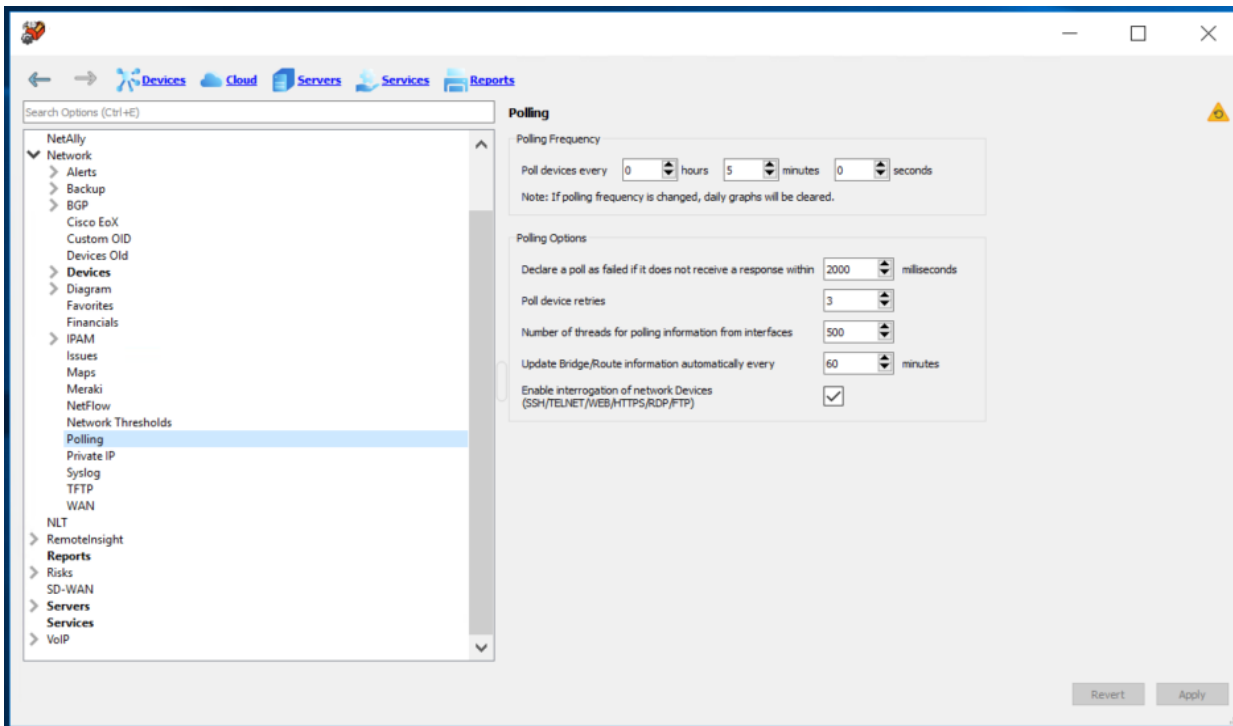 Devices Cloud Servers Services Reports
Search Options (Ctrl+E)
NetAlly
Network
Alerts
Backup
BGP
Cisco EoX
Custom OID
Devices Old
Devices
Diagram
Favorites
Financials
IPAM
Issues
Maps
Meraki
NetFlow
Network Thresholds
Polling
Private IP
Syslog
TFTP
WAN
NLT
RemoteInsight
Reports
Risks
SD-WAN
Servers
Services
VoIP
Polling
Polling Frequency
Poll devices every 0 hours 5 minutes 0 seconds
Note: If polling frequency is changed, daily graphs will be cleared.
Polling Options
Declare a poll as failed if it does not receive a response within 2000 milliseconds
Poll device retries 3
Number of threads for polling information from interfaces 500
Update Bridge/Route information automatically every 60 minutes
Enable interrogation of network Devices
(SSH/TELNET/WEB/HTTPS/RDP/FTP)
Revert Apply